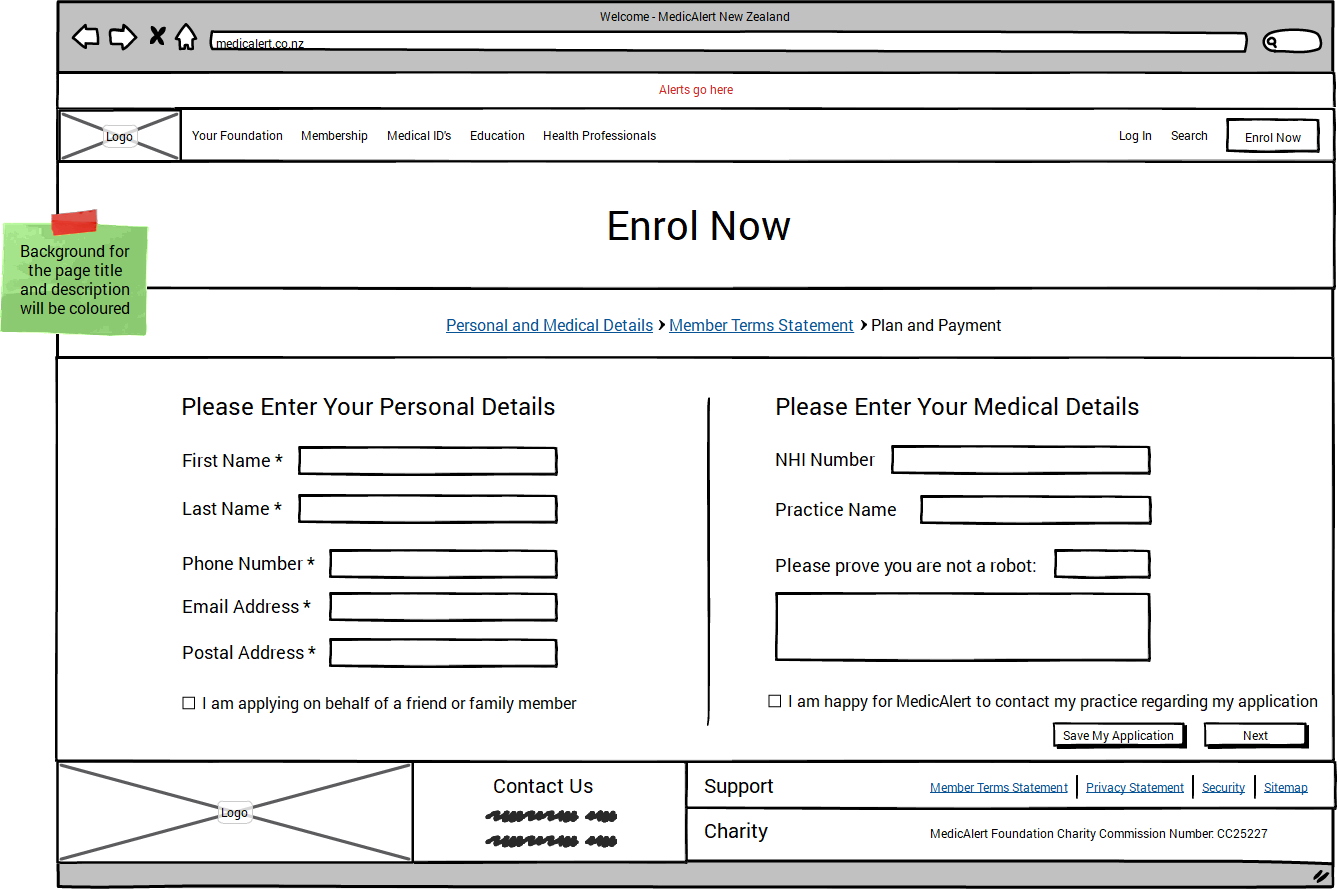 Welcome - MedicAlert New Zealand
medicalert.co.nz
Alerts go here
Logo
Your Foundation Membership Medical ID's Education Health Professionals Log In Search Enrol Now
Enrol Now
Background for
the page title
and description
will be coloured
Personal and Medical Details › Member Terms Statement › Plan and Payment
Please Enter Your Personal Details
First Name *
Last Name *
Phone Number *
Email Address *
Postal Address *
I am applying on behalf of a friend or family member
Please Enter Your Medical Details
NHI Number
Practice Name
Please prove you are not a robot:
I am happy for MedicAlert to contact my practice regarding my application
Save My Application Next
Logo
Contact Us
Support Member Terms Statement Privacy Statement Security Sitemap
Charity MedicAlert Foundation Charity Commission Number: CC25227